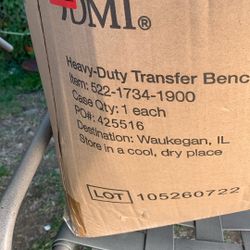 DMI®
Heavy-Duty Transfer Benc
Item: 522-1734-1900
Case Qty: 1 each
PO#: 425516
Destination: Waukegan, IL
Store in a cool, dry place
LOT 105260722